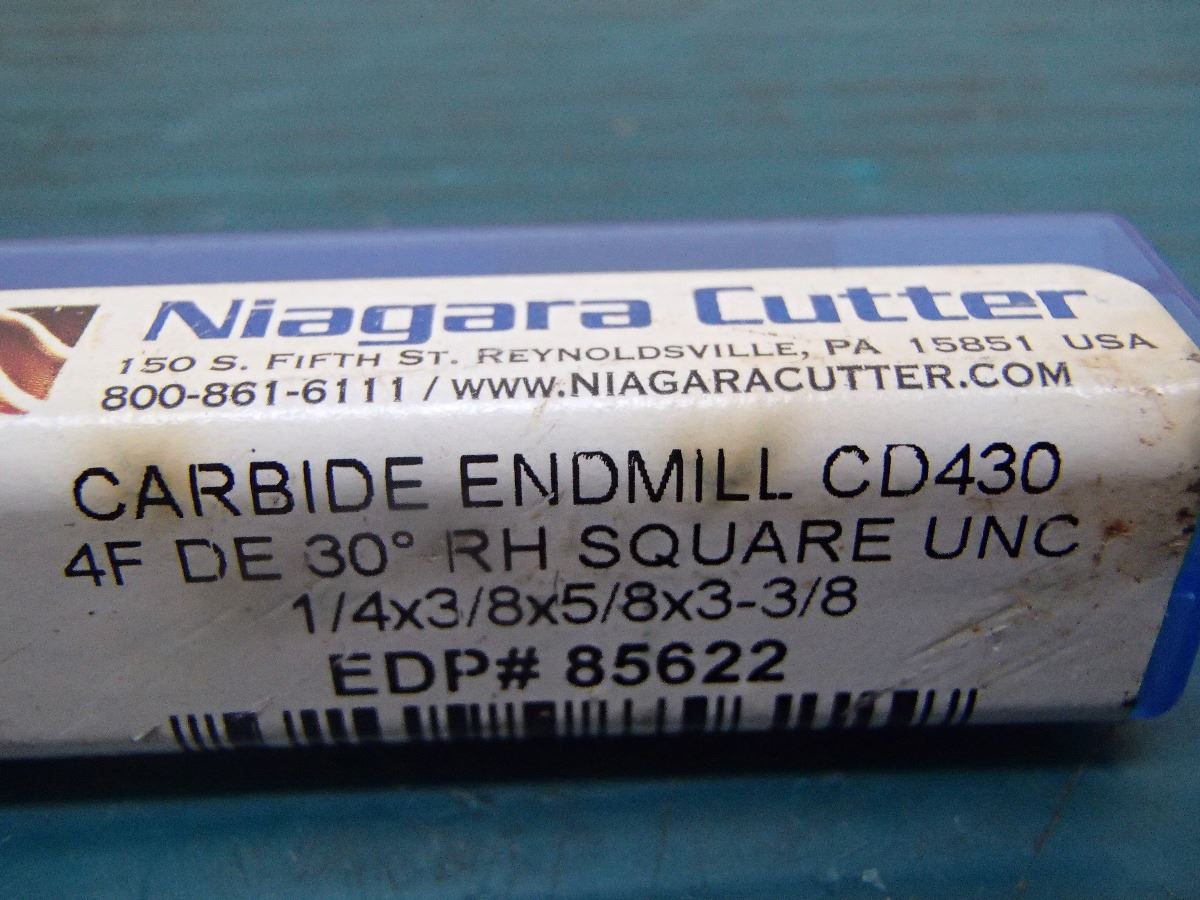 Niagara Cutter
150 S. FIFTH ST. REYNOLDSVILLE, PA 15851 USA
800-861-6111 / WWW.NIAGARACUTTER.COM
CARBIDE ENDMILL CD430
4F DE 30° RH SQUARE UNC
1/4x3/8x5/8x3-3/8
EDP# 85622